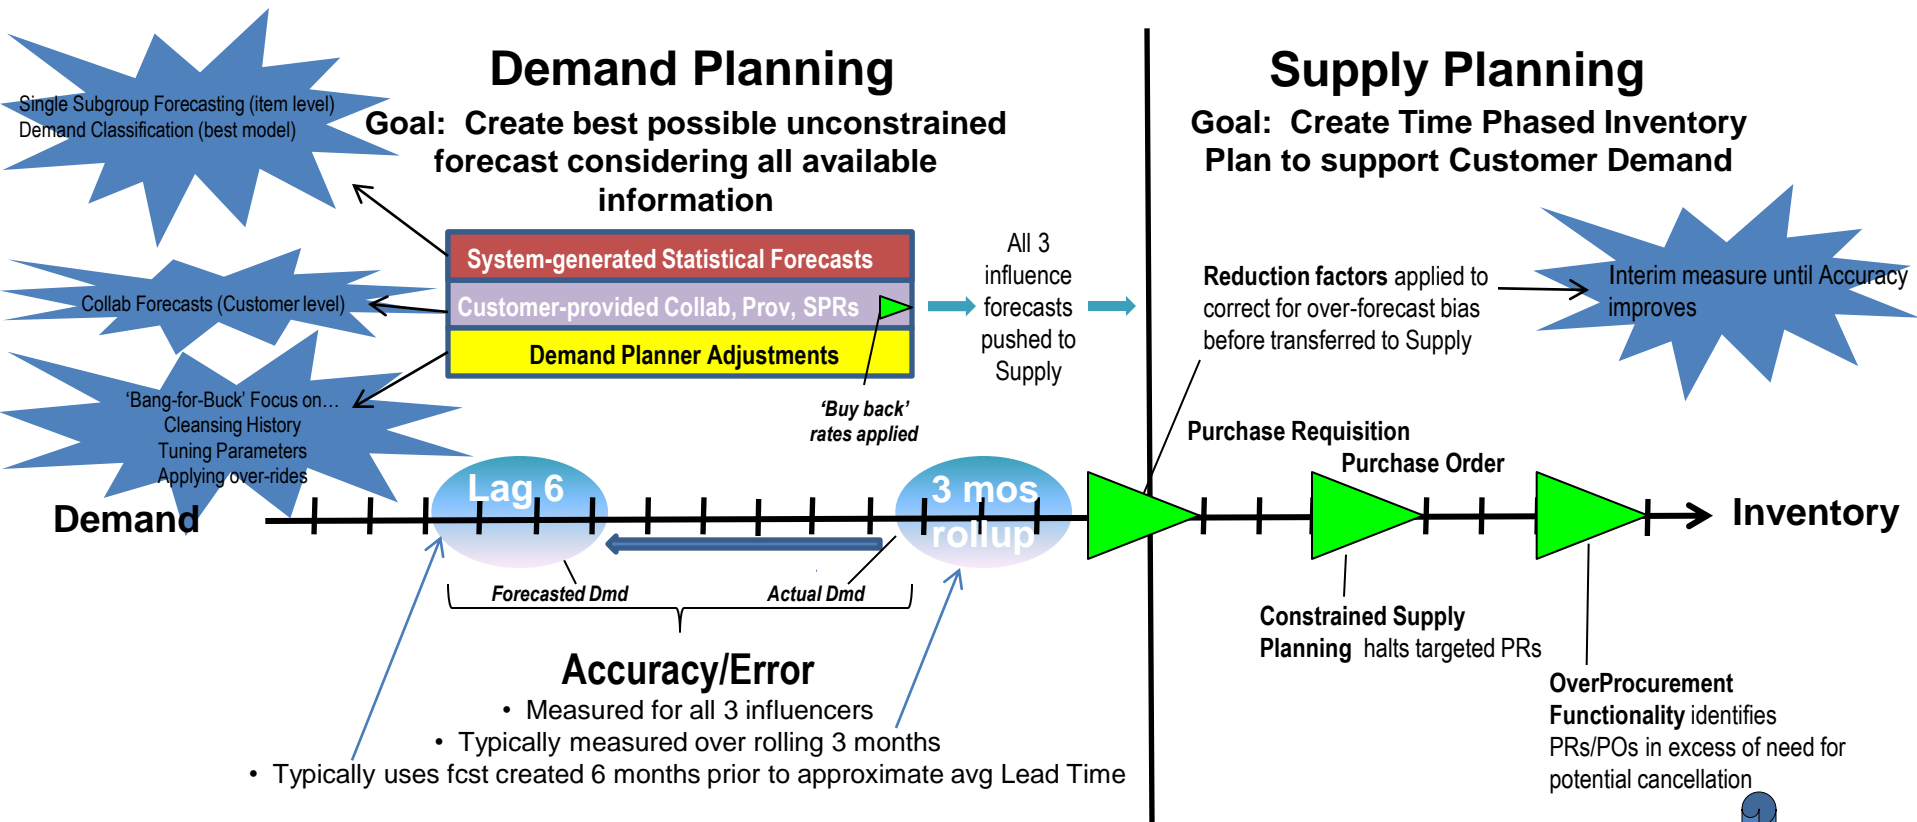 Demand Planning
Goal:  Create best possible unconstrained
forecast considering all available
information
Supply Planning
Goal:  Create Time Phased Inventory
Plan to support Customer Demand
Single Subgroup Forecasting (item level)
Demand Classification (best model)
Collab Forecasts (Customer level)
‘Bang-for-Buck’ Focus on…
Cleansing History
Tuning Parameters
Applying over-rides
System-generated Statistical Forecasts
Customer-provided Collab, Prov, SPRs
Demand Planner Adjustments
‘Buy back’
rates applied
All 3
influence
forecasts
pushed to
Supply
Reduction factors applied to
correct for over-forecast bias
before transferred to Supply
Interim measure until Accuracy
improves
Purchase Requisition
Purchase Order
Demand
Lag 6
3 mos
rollup
Inventory
Forecasted Dmd
Actual Dmd
Accuracy/Error
• Measured for all 3 influencers
• Typically measured over rolling 3 months
• Typically uses fcst created 6 months prior to approximate avg Lead Time
Constrained Supply
Planning  halts targeted PRs
OverProcurement
Functionality identifies
PRs/POs in excess of need for
potential cancellation